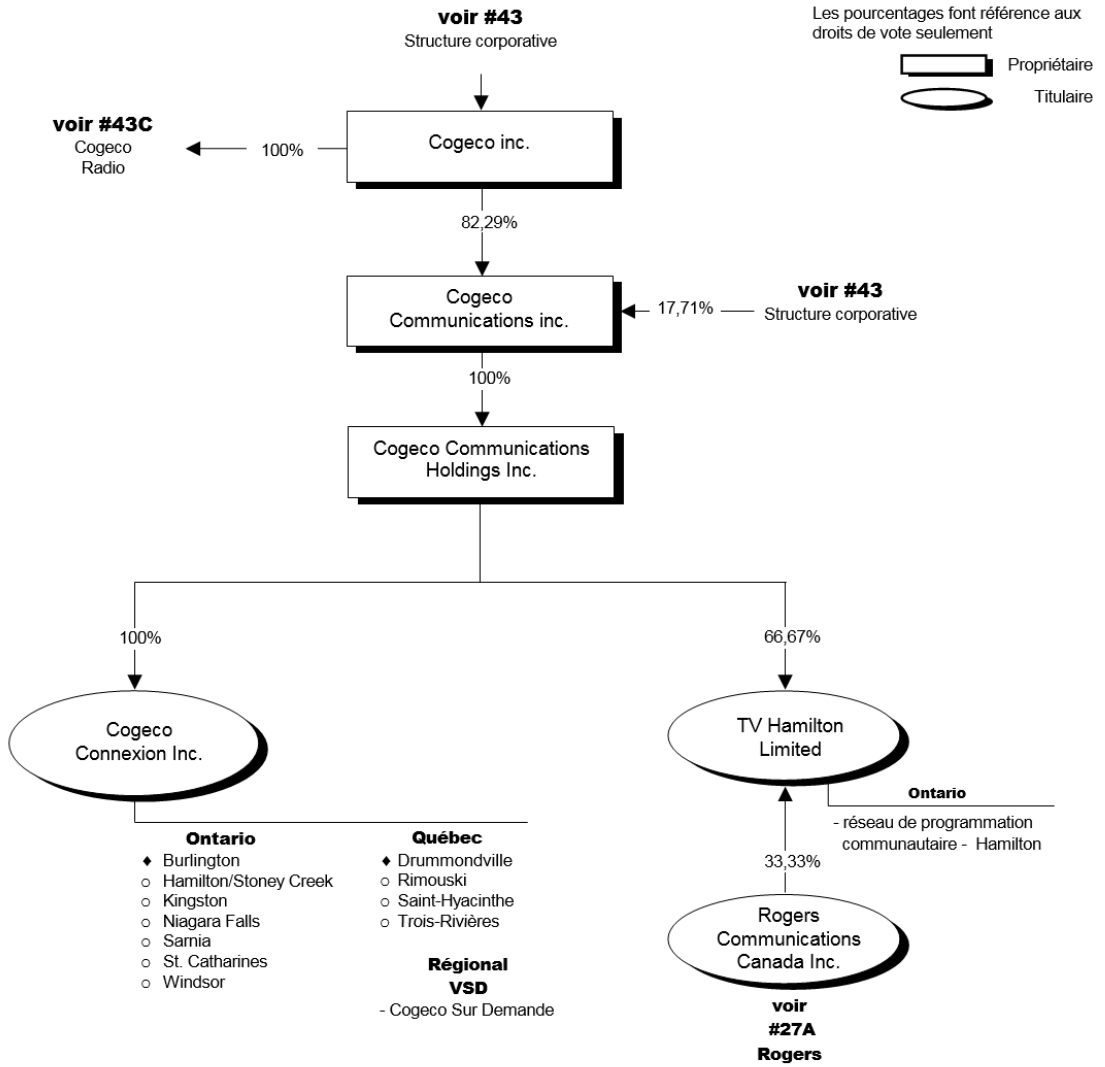 voir #43
Structure corporative
Les pourcentages font référence aux
droits de vote seulement
Propriétaire
Titulaire
voir #43C
Cogeco
Radio
100%
Cogeco inc.
82,29%
Cogeco
Communications inc.
17,71%
voir #43
Structure corporative
100%
Cogeco Communications
Holdings Inc.
100%
66,67%
Cogeco
Connexion Inc.
TV Hamilton
Limited
Ontario
- réseau de programmation
communautaire - Hamilton
Ontario
♦ Burlington
○ Hamilton/Stoney Creek
○ Kingston
○ Niagara Falls
○ Sarnia
○ St. Catharines
○ Windsor
Québec
♦ Drummondville
○ Rimouski
○ Saint-Hyacinthe
○ Trois-Rivières
Régional
VSD
- Cogeco Sur Demande
33,33%
Rogers
Communications
Canada Inc.
voir
#27A
Rogers